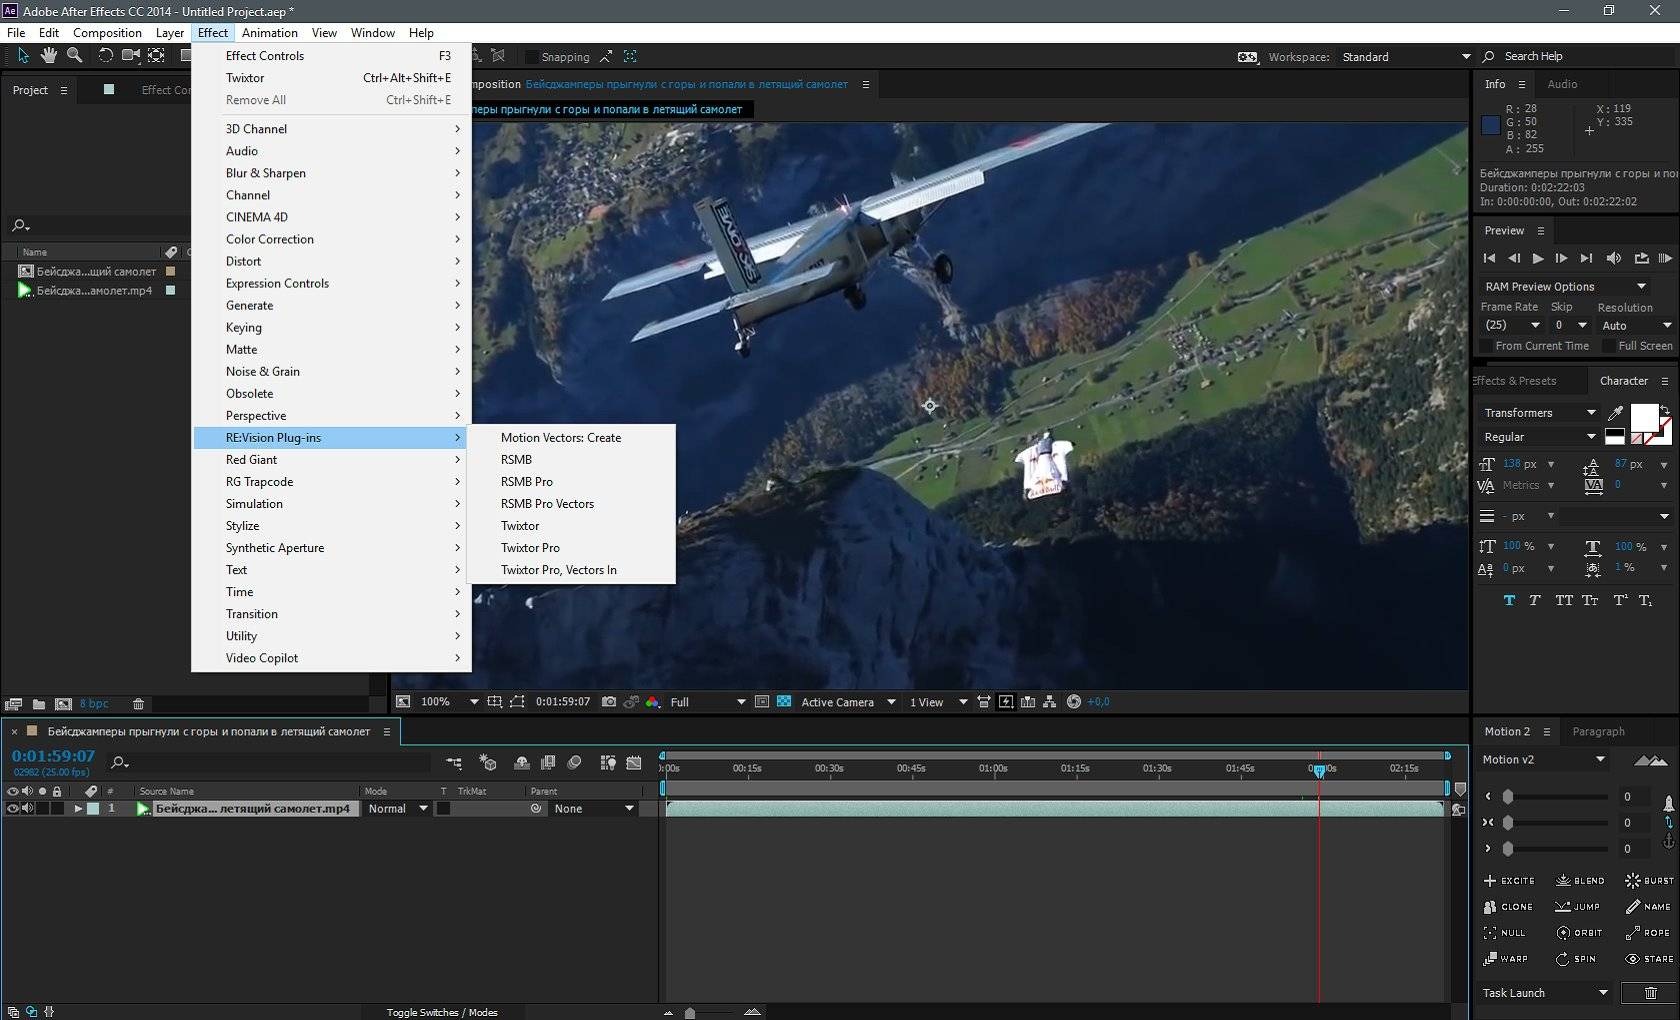 Adobe After Effects CC 2014 - Untitled Project.aep *
File Edit Composition Layer Effect Animation View Window Help
Snapping
Workspace: Standard
Search Help
Project
Effect Con
Effect Controls F3
Twixtor Ctrl+Alt+Shift+E
Remove All Ctrl+Shift+E
3D Channel
Audio
Blur & Sharpen
Channel
CINEMA 4D
Color Correction
Distort
Expression Controls
Generate
Keying
Matte
Noise & Grain
Obsolete
Perspective
RE:Vision Plug-ins
Red Giant
RG Trapcode
Simulation
Stylize
Synthetic Aperture
Text
Time
Transition
Utility
Video Copilot
Motion Vectors: Create
RSMB
RSMB Pro
RSMB Pro Vectors
Twixtor
Twixtor Pro
Twixtor Pro, Vectors In
mposition Бейсджамперы прыгнули с горы и попали в летящий самолет
перы прыгнули с горы и попали в летящий самолет
Name
Бейсджа...щий самолет
Бейсджа...амолет.mp4
8 bpc
Red Bull
100% 0:01:59:07 Full Active Camera 1 View +0,0
Info Audio
R : 28 X : 119
G : 50 Y : 335
B : 82
A : 255
Бейсджамперы прыгнули с горы и пог
Duration: 0:02:22:03
In: 0:00:00:00, Out: 0:02:22:02
Preview
RAM Preview Options
Frame Rate Skip Resolution
(25) 0 Auto
From Current Time Full Screen
Effects & Presets Character
Transformers
Regular
138 px 87 px
Metrics 0
- px
100 % 100 %
0 px 1 %
T T TT Tт T¹ T₁
Бейсджамперы прыгнули с горы и попали в летящий самолет
0:01:59:07
02982 (25.00 fps)
# Source Name Mode T TrkMat Parent
1 Бейсджа... летящий самолет.mp4 Normal None
):00s 00:15s 00:30s 00:45s 01:00s 01:15s 01:30s 01:45s 02:15s
Toggle Switches / Modes
Motion 2 Paragraph
Motion v2
0
0
0
EXCITE BLEND BURST
CLONE JUMP NAME
NULL ORBIT ROPE
WARP SPIN STARE
Task Launch